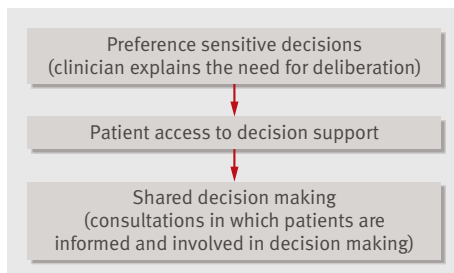 Preference sensitive decisions
(clinician explains the need for deliberation)
Patient access to decision support
Shared decision making
(consultations in which patients are
informed and involved in decision making)